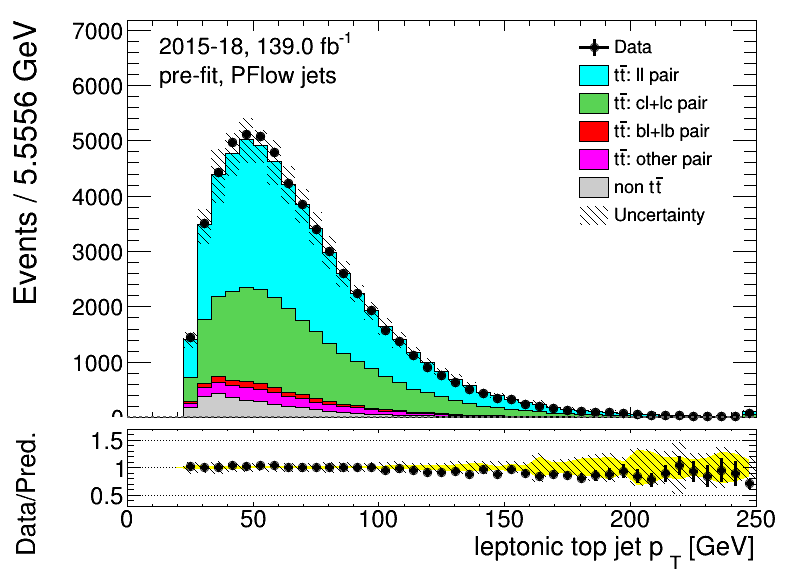 7000
6000
5000
4000
3000
2000
1000
0
Events / 5.5556 GeV
2015-18, 139.0 fb⁻¹
pre-fit, PFlow jets
Data
tt̄: ll pair
tt̄: cl+lc pair
tt̄: bl+lb pair
tt̄: other pair
non tt̄
Uncertainty
1.5
1
0.5
Data/Pred.
0 50 100 150 200 250
leptonic top jet p_T [GeV]